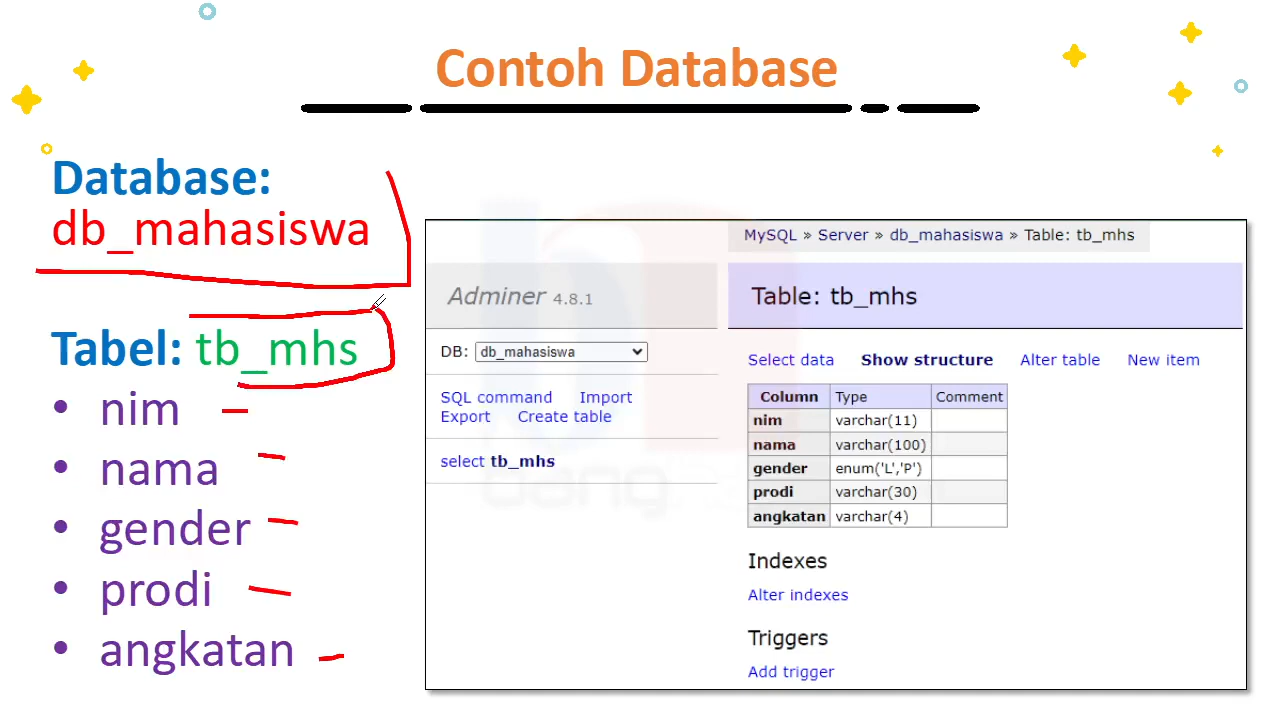 Contoh Database
Database:
db_mahasiswa
Tabel: tb_mhs
• nim
• nama
• gender
• prodi
• angkatan
MySQL » Server » db_mahasiswa » Table: tb_mhs
Adminer 4.8.1
Table: tb_mhs
DB: db_mahasiswa
SQL command Import
Export Create table
select tb_mhs
Select data Show structure Alter table New item
Column Type Comment
nim varchar(11)
nama varchar(100)
gender enum('L','P')
prodi varchar(30)
angkatan varchar(4)
Indexes
Alter indexes
Triggers
Add trigger